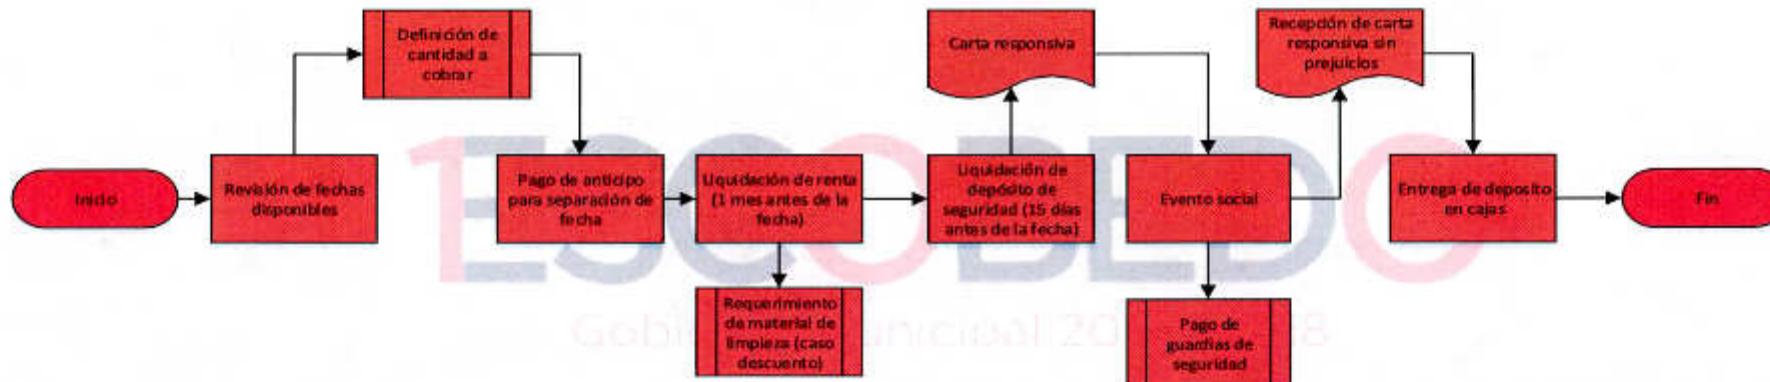 Inicio
Revisión de fechas
disponibles
Definición de
cantidad a
cobrar
Pago de anticipo
para separación de
fecha
Liquidación de renta
(1 mes antes de la
fecha)
Requerimiento
de material de
limpieza (caso
descuento)
Liquidación de
depósito de
seguridad (15 días
antes de la fecha)
Carta responsiva
Evento social
Pago de
guardias de
seguridad
Recepción de carta
responsiva sin
prejuicios
Entrega de deposito
en cajas
Fin
1ESCOBEDO